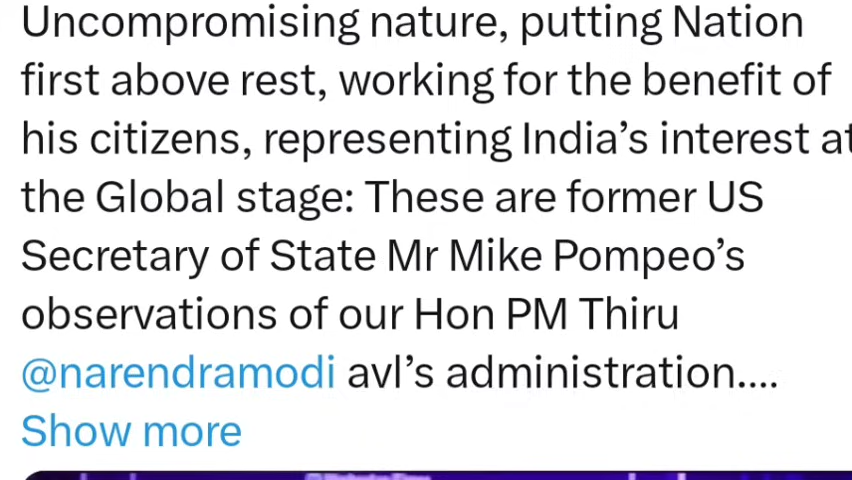 Uncompromising nature, putting Nation
first above rest, working for the benefit of
his citizens, representing India’s interest at
the Global stage: These are former US
Secretary of State Mr Mike Pompeo’s
observations of our Hon PM Thiru
@narendramodi avl’s administration....
Show more